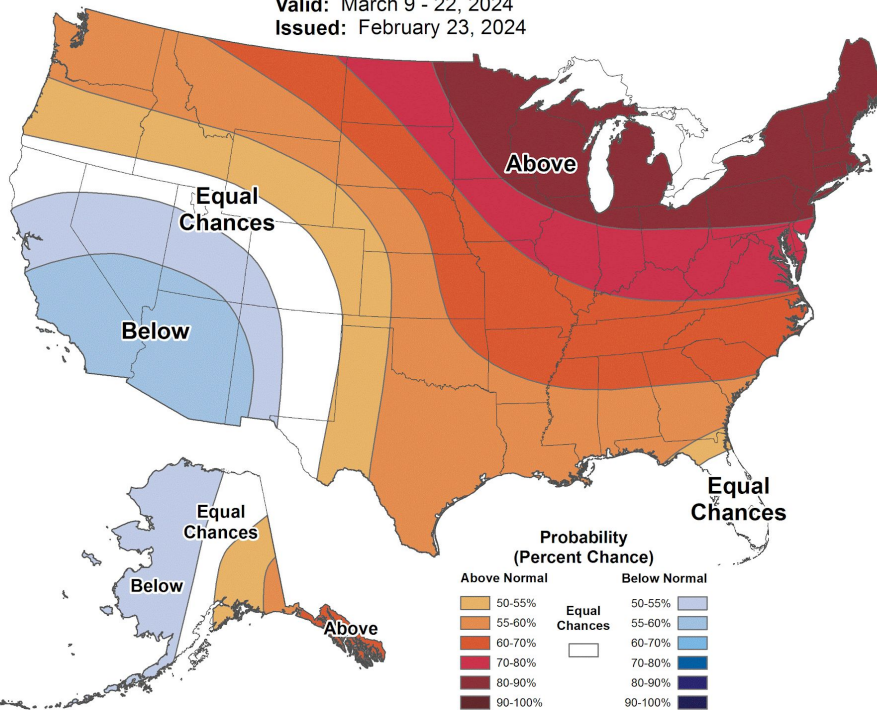 Valid: March 9 - 22, 2024
Issued: February 23, 2024
Above
Equal
Chances
Below
Equal
Chances
Equal
Chances
Below
Above
Probability
(Percent Chance)
Above Normal
Below Normal
Equal
Chances
50-55%
55-60%
60-70%
70-80%
80-90%
90-100%
50-55%
55-60%
60-70%
70-80%
80-90%
90-100%